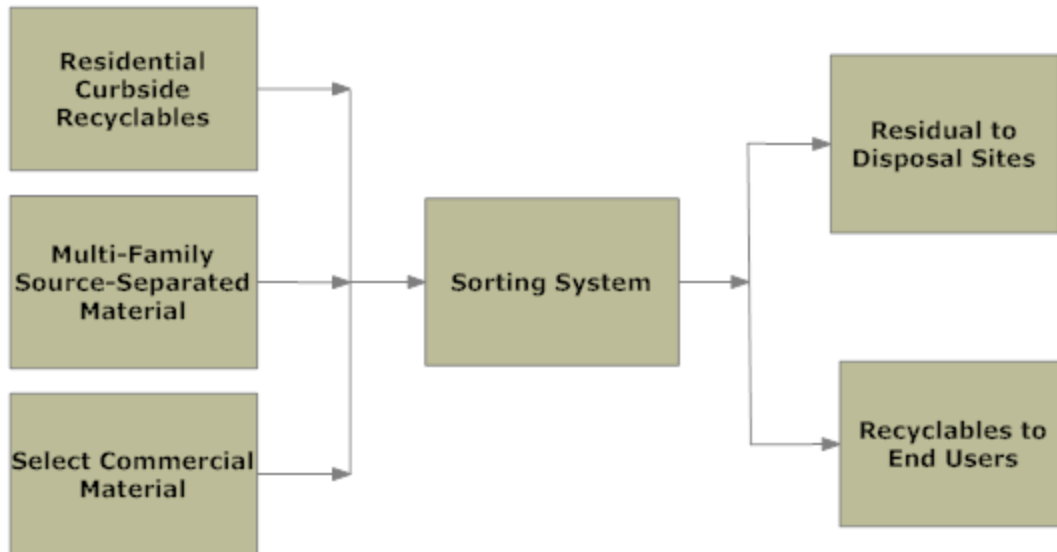 Residential
Curbside
Recyclables
Multi-Family
Source-Separated
Material
Select Commercial
Material
Sorting System
Residual to
Disposal Sites
Recyclables to
End Users